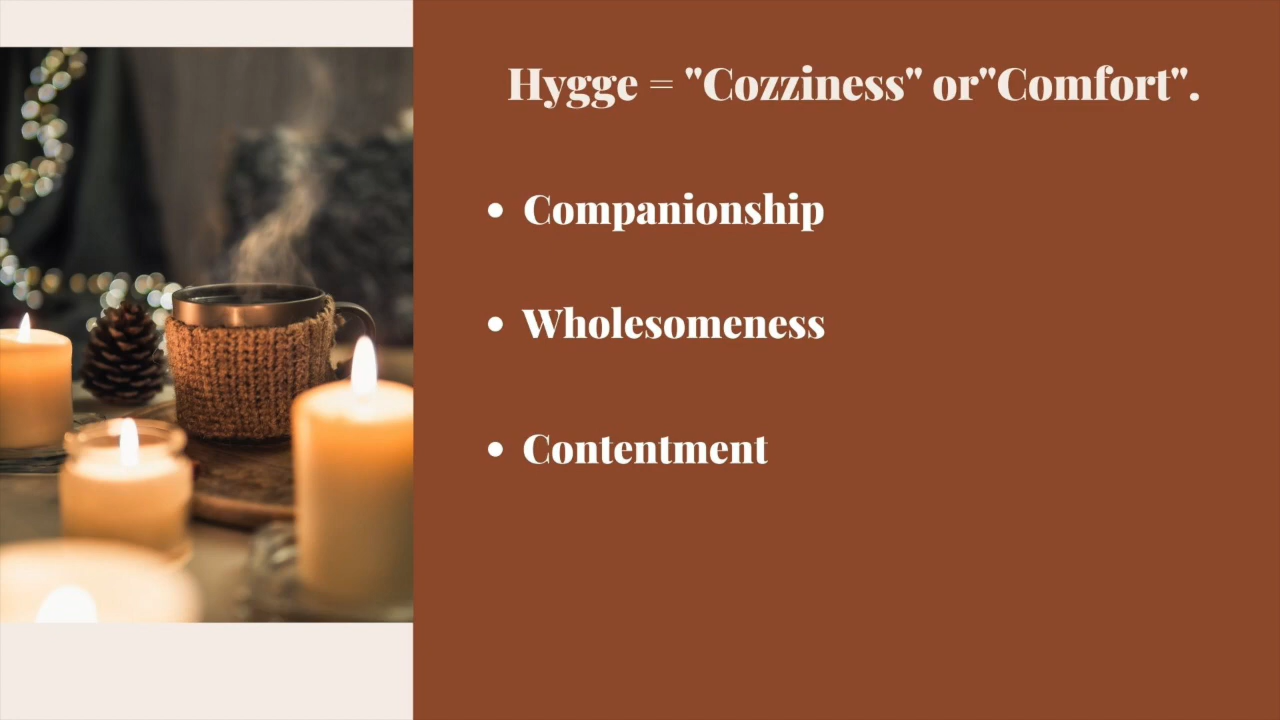 Hygge = "Cozziness" or"Comfort".
• Companionship
• Wholesomeness
• Contentment